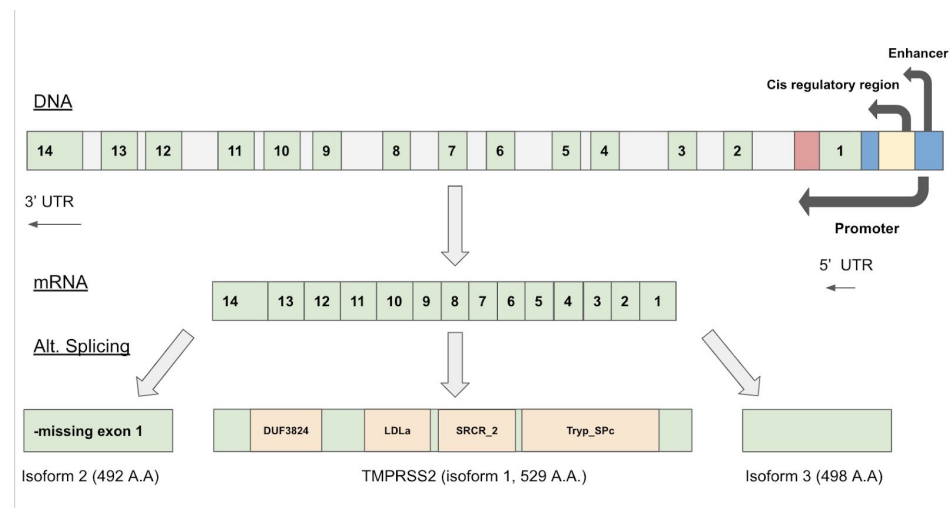 Enhancer
Cis regulatory region
DNA
14 13 12 11 10 9 8 7 6 5 4 3 2 1
3' UTR
Promoter
5' UTR
mRNA
14 13 12 11 10 9 8 7 6 5 4 3 2 1
Alt. Splicing
-missing exon 1
DUF3824 LDLa SRCR_2 Tryp_SPc
Isoform 2 (492 A.A) TMPRSS2 (isoform 1, 529 A.A.) Isoform 3 (498 A.A)